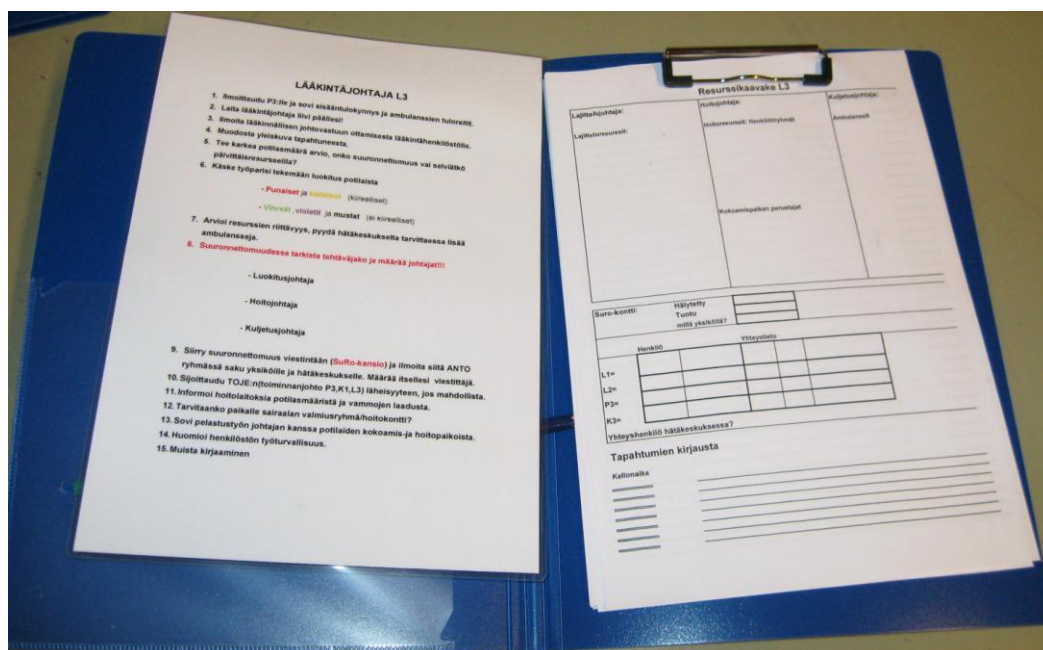 LÄÄKINTÄJOHTAJA L3
1. Ilmoittaudu P3:lle ja sovi sisääntulokynnys ja ambulanssien tuloreitit.
2. Laita lääkintäjohtaja liivi päällesi!
3. Ilmoita lääkinnällisen johtovastuun ottamisesta lääkintähenkilöstölle.
4. Muodosta yleiskuva tapahtuneesta.
5. Tee karkea potilasmäärä arvio, onko suuronnettomuus vai selviätkö
päivittäisresursseilla?
6. Käske työparisi tekemään luokitus potilaista
- Punaiset ja keltaiset (kiireelliset)
- Vihreät ,violetit ja mustat (ei kiireelliset)
7. Arvioi resurssien riittävyys, pyydä hätäkeskukselta tarvittaessa lisää
ambulansseja.
8. Suuronnettomuudessa tarkista tehtäväjako ja määrää johtajat!!!
- Luokitusjohtaja
- Hoitojohtaja
- Kuljetusjohtaja
9. Siirry suuronnettomuus viestintään (SuRo-kansio) ja ilmoita siitä ANTO
ryhmässä saku yksiköille ja hätäkeskukselle. Määrää itsellesi viestittäjä.
10. Sijoittaudu TOJE:n(toiminnanjohto P3,K1,L3) läheisyyteen, jos mahdollista.
11. Informoi hoitolaitoksia potilasmääristä ja vammojen laadusta.
12. Tarvitaanko paikalle sairaalan valmiusryhmä/hoitokontti?
13. Sovi pelastustyön johtajan kanssa potilaiden kokoamis-ja hoitopaikoista.
14. Huomioi henkilöstön työturvallisuus.
15. Muista kirjaaminen
Resurssikaavake L3
Lajittelujohtaja: Hoitojohtaja: Kuljetusjohtaja:
Lajitteluresurssit: Hoitoresurssit: Henkilöt/ryhmät Ambulanssit
Kokoamispaikan perustajat
Suro-kontti: Hälytetty
Tuotu
millä yksiköllä?
Henkilö Yhteystieto
L1=
L2=
P3=
K3=
Yhteyshenkilö hätäkeskuksessa?
Tapahtumien kirjausta
Kellonaika